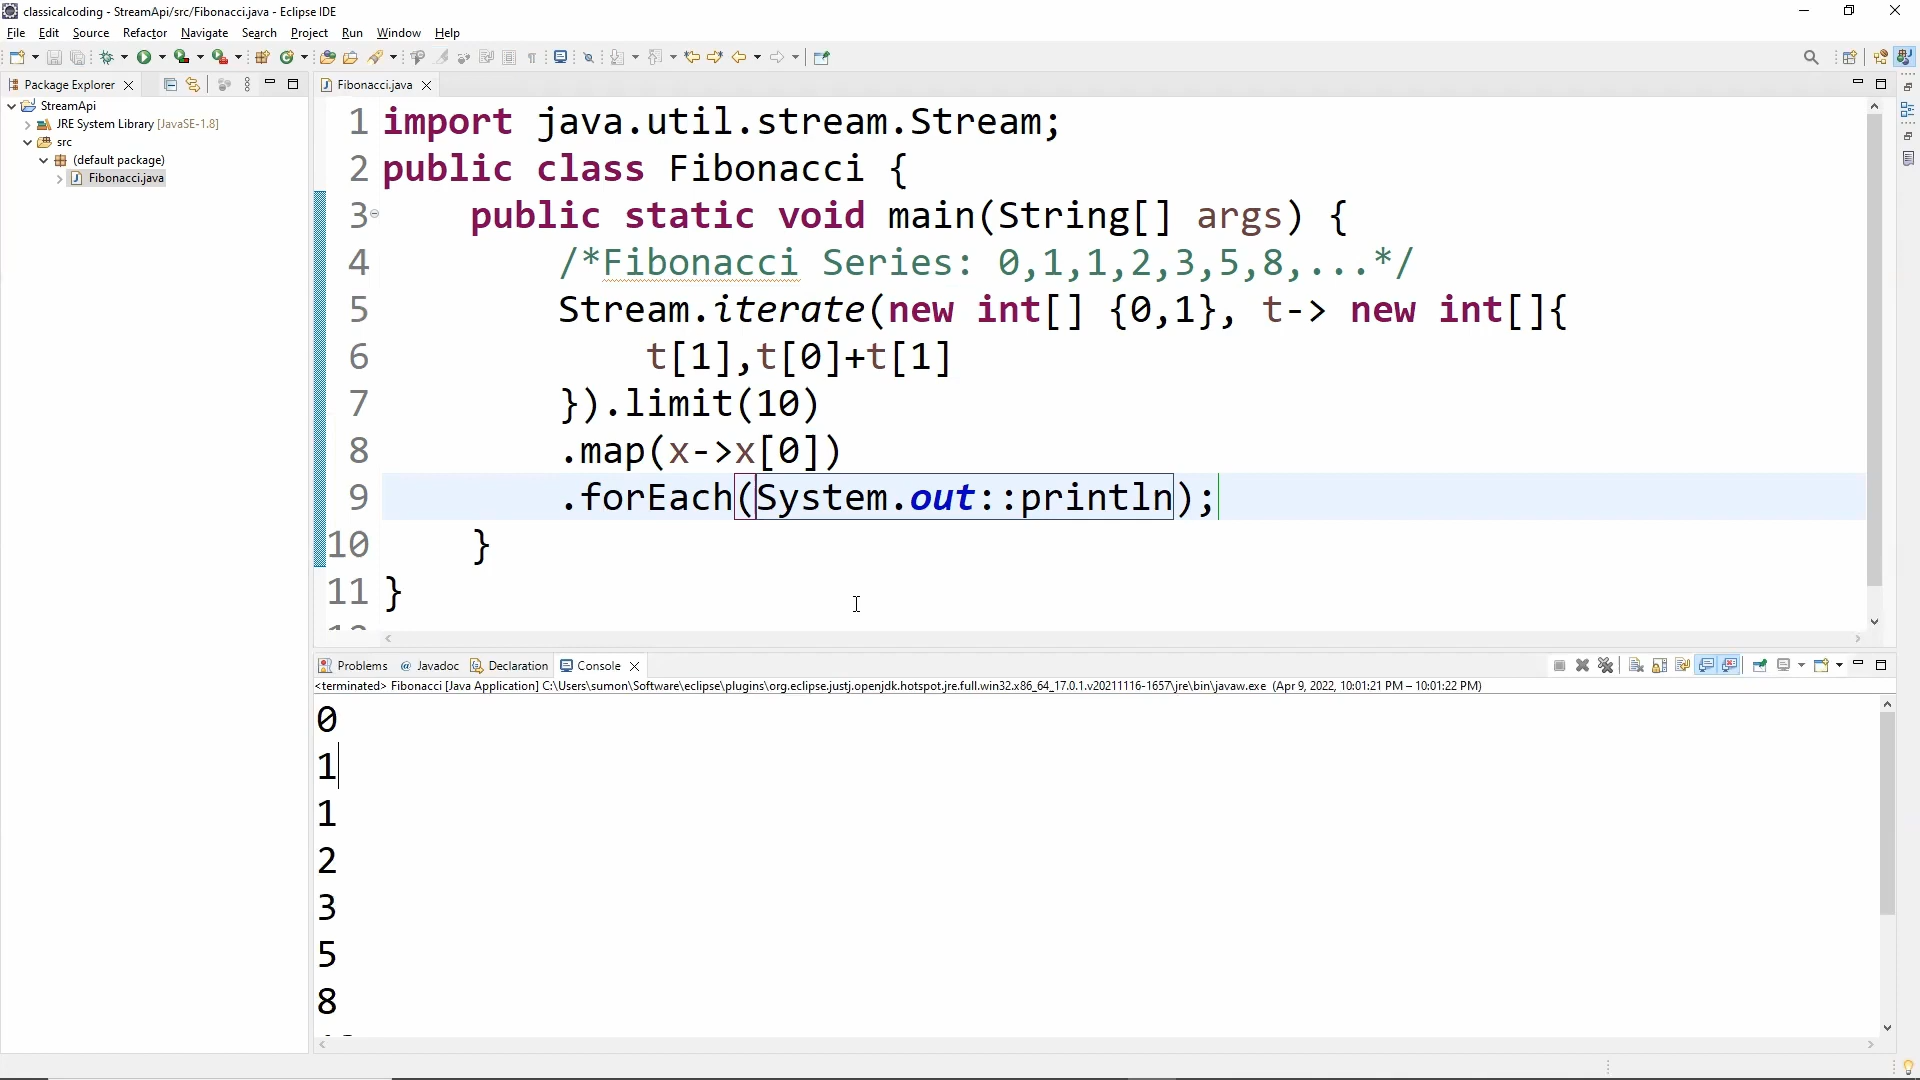 classicalcoding - StreamApi/src/Fibonacci.java - Eclipse IDE
File Edit Source Refactor Navigate Search Project Run Window Help
Package Explorer
StreamApi
JRE System Library [JavaSE-1.8]
src
(default package)
Fibonacci.java
Fibonacci.java
1 import java.util.stream.Stream;
2 public class Fibonacci {
3 public static void main(String[] args) {
4 /*Fibonacci Series: 0,1,1,2,3,5,8,...*/
5 Stream.iterate(new int[] {0,1}, t-> new int[]{
6 t[1],t[0]+t[1]
7 }).limit(10)
8 .map(x->x[0])
9 .forEach(System.out::println);
10 }
11 }
Problems @ Javadoc Declaration Console
<terminated> Fibonacci [Java Application] C:\Users\sumon\Software\eclipse\plugins\org.eclipse.justj.openjdk.hotspot.jre.full.win32.x86_64_17.0.1.v20211116-1657\jre\bin\javaw.exe (Apr 9, 2022, 10:01:21 PM – 10:01:22 PM)
0
1
1
2
3
5
8